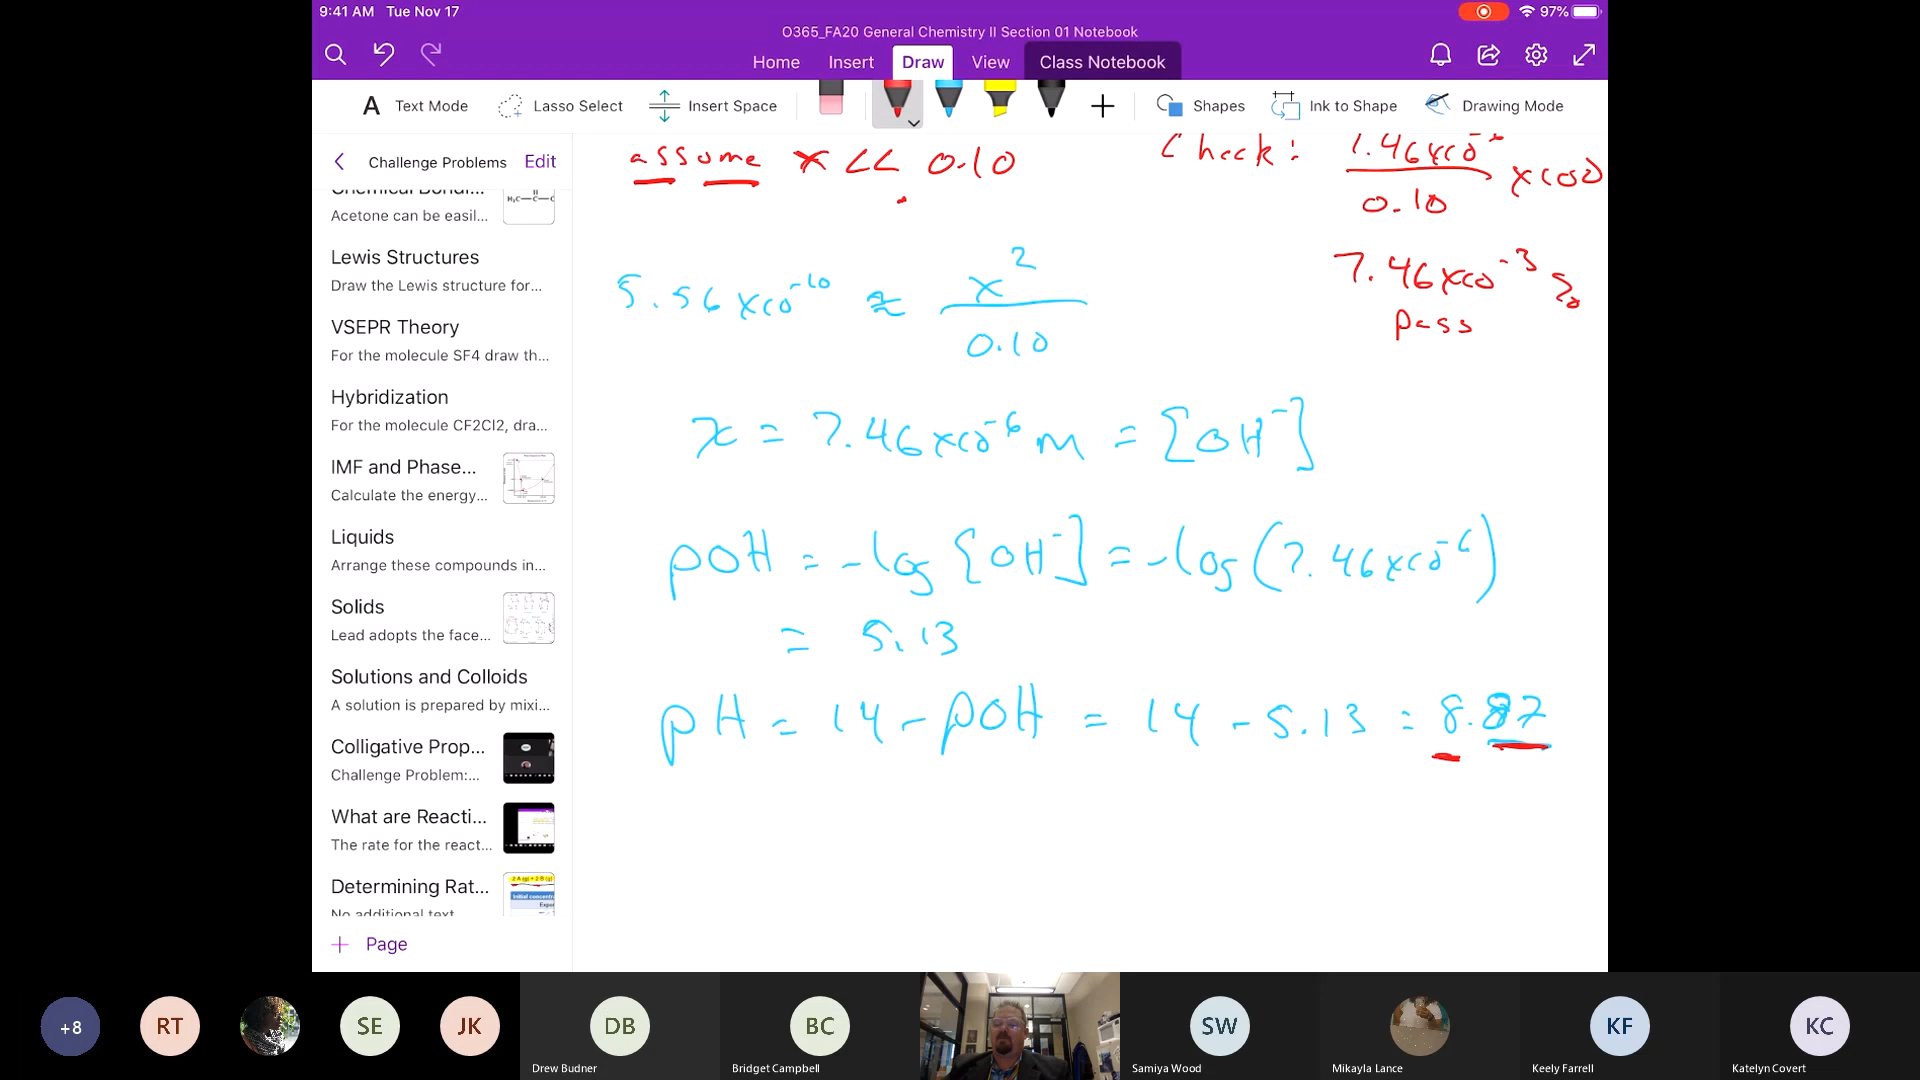 9:41 AM Tue Nov 17
97%
O365_FA20 General Chemistry II Section 01 Notebook
Home Insert Draw View Class Notebook
A Text Mode Lasso Select Insert Space Shapes Ink to Shape Drawing Mode
Challenge Problems Edit
Chemical Bondi...
Acetone can be easil...
Lewis Structures
Draw the Lewis structure for...
VSEPR Theory
For the molecule SF4 draw th...
Hybridization
For the molecule CF2Cl2, dra...
IMF and Phase...
Calculate the energy...
Liquids
Arrange these compounds in...
Solids
Lead adopts the face...
Solutions and Colloids
A solution is prepared by mixi...
Colligative Prop...
Challenge Problem:...
What are Reacti...
The rate for the react...
Determining Rat...
No additional text
+ Page
assume x << 0.10
Check: 7.46x10⁻⁶ / 0.10 x100
7.46x10⁻³ %
pass
5.56x10⁻¹⁰ ≈ x² / 0.10
x = 7.46x10⁻⁶ M = [OH⁻]
pOH = -log [OH⁻] = -log(7.46x10⁻⁶)
= 5.13
pH = 14 - pOH = 14 - 5.13 = 8.87
+8 RT SE JK DB BC SW KF KC
Drew Budner Bridget Campbell Samiya Wood Mikayla Lance Keely Farrell Katelyn Covert